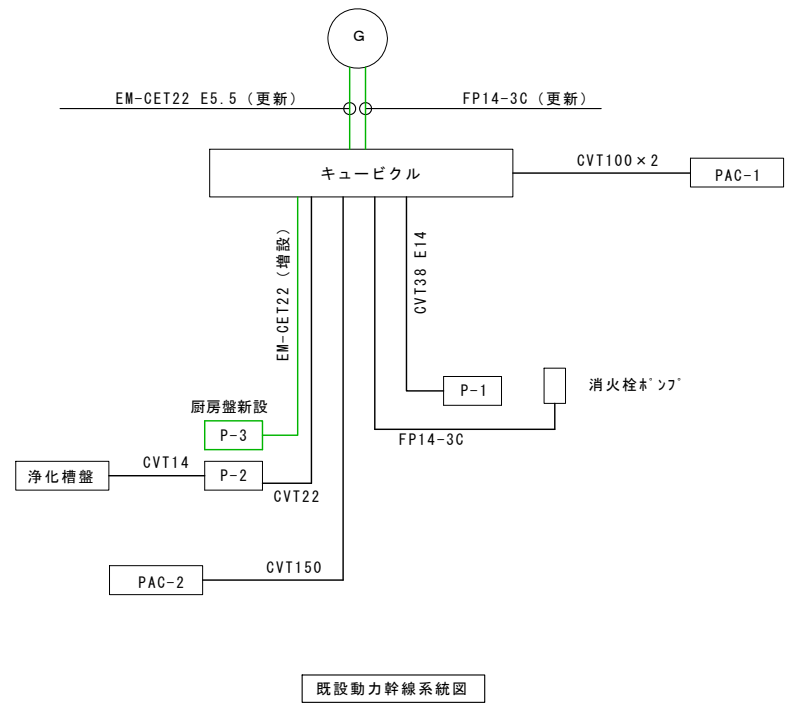 G
EM-CET22 E5.5（更新）
FP14-3C（更新）
キュービクル
CVT100×2
PAC-1
EM-CET22（増設）
CVT38 E14
P-1
消火栓ﾎﾟﾝﾌﾟ
厨房盤新設
P-3
FP14-3C
浄化槽盤
CVT14
P-2
CVT22
PAC-2
CVT150
既設動力幹線系統図